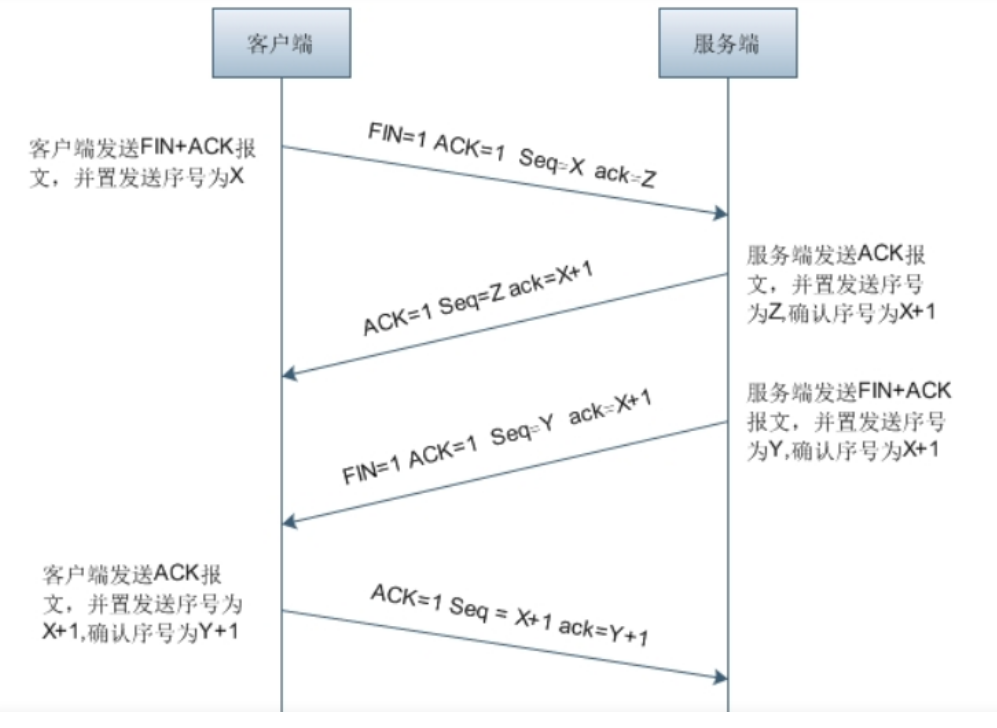 客户端
服务端
客户端发送FIN+ACK报
文，并置发送序号为X
FIN=1 ACK=1 Seq=X ack=Z
服务端发送ACK报
文，并置发送序号
为Z,确认序号为X+1
ACK=1 Seq=Z ack=X+1
服务端发送FIN+ACK
报文，并置发送序号
为Y,确认序号为X+1
FIN=1 ACK=1 Seq=Y ack=X+1
客户端发送ACK报
文，并置发送序号为
X+1,确认序号为Y+1
ACK=1 Seq = X+1 ack=Y+1